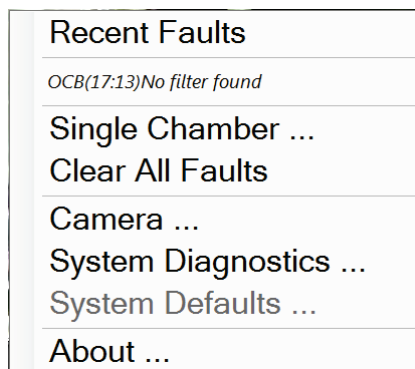 Recent Faults
OCB(17:13)No filter found
Single Chamber ...
Clear All Faults
Camera ...
System Diagnostics ...
System Defaults ...
About ...